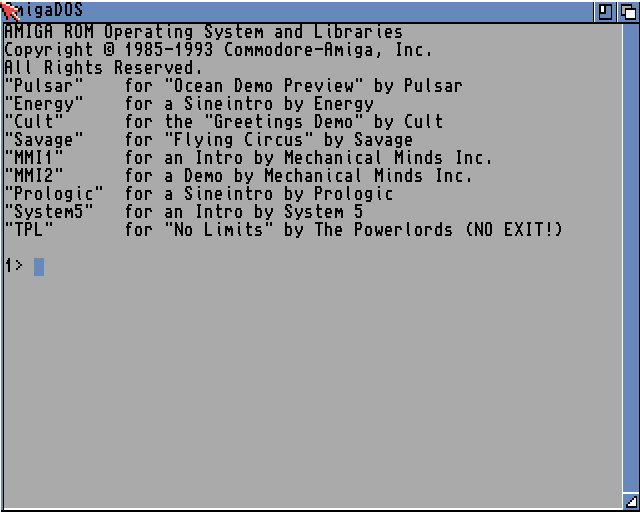 AmigaDOS
AMIGA ROM Operating System and Libraries
Copyright © 1985-1993 Commodore-Amiga, Inc.
All Rights Reserved.
"Pulsar"    for "Ocean Demo Preview" by Pulsar
"Energy"    for a Sineintro by Energy
"Cult"      for the "Greetings Demo" by Cult
"Savage"    for "Flying Circus" by Savage
"MMI1"      for an Intro by Mechanical Minds Inc.
"MMI2"      for a Demo by Mechanical Minds Inc.
"Prologic"  for a Sineintro by Prologic
"System5"   for an Intro by System 5
"TPL"       for "No Limits" by The Powerlords (NO EXIT!)
1>